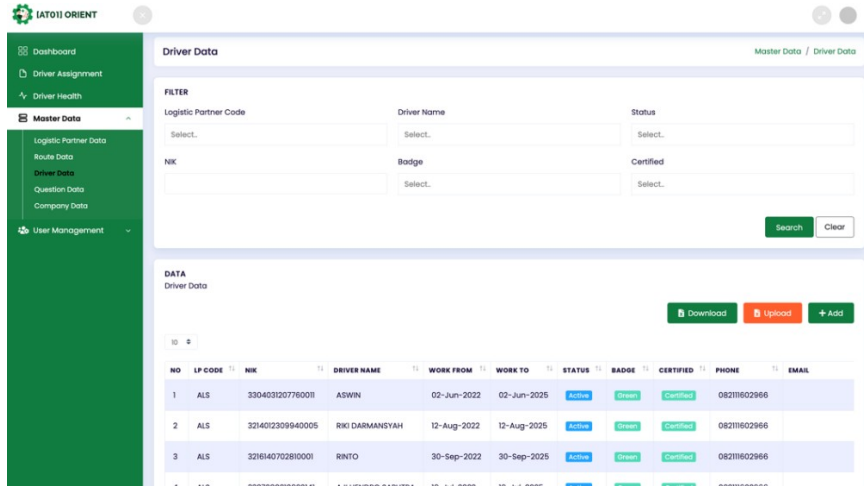 [AT01] ORIENT
Dashboard
Driver Assignment
Driver Health
Master Data
Logistic Partner Data
Route Data
Driver Data
Question Data
Company Data
User Management
Driver Data
Master Data / Driver Data
FILTER
Logistic Partner Code Driver Name Status
Select.. Select.. Select..
NIK Badge Certified
Select.. Select..
Search Clear
DATA
Driver Data
Download Upload + Add
10
NO LP CODE NIK DRIVER NAME WORK FROM WORK TO STATUS BADGE CERTIFIED PHONE EMAIL
1 ALS 3304031207760011 ASWIN 02-Jun-2022 02-Jun-2025 Active Green Certified 082111602966
2 ALS 3214012309940005 RIKI DARMANSYAH 12-Aug-2022 12-Aug-2025 Active Green Certified 082111602966
3 ALS 3216140702810001 RINTO 30-Sep-2022 30-Sep-2025 Active Green Certified 082111602966